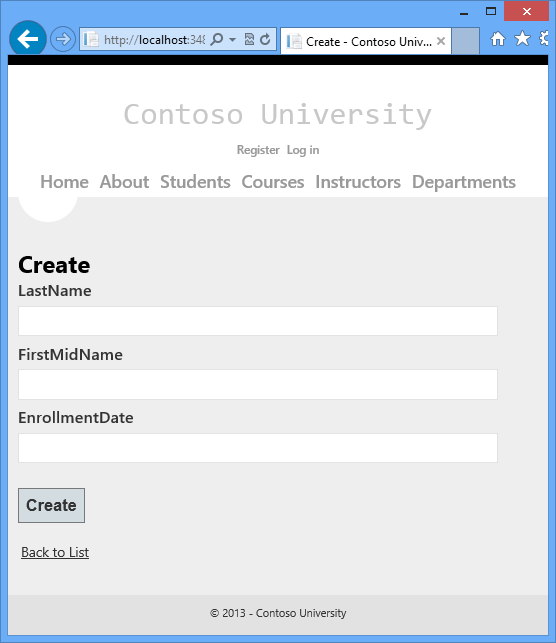 http://localhost:348
Create - Contoso Univ...
Contoso University
Register Log in
Home About Students Courses Instructors Departments
Create
LastName
FirstMidName
EnrollmentDate
Create
Back to List
© 2013 - Contoso University